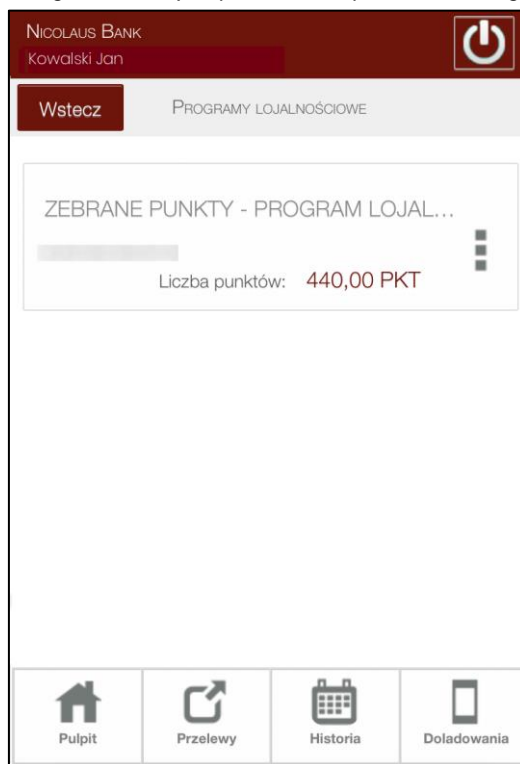 NICOLAUS BANK
Kowalski Jan
Wstecz
PROGRAMY LOJALNOŚCIOWE
ZEBRANE PUNKTY - PROGRAM LOJAL...
Liczba punktów: 440,00 PKT
Pulpit
Przelewy
Historia
Doladowania